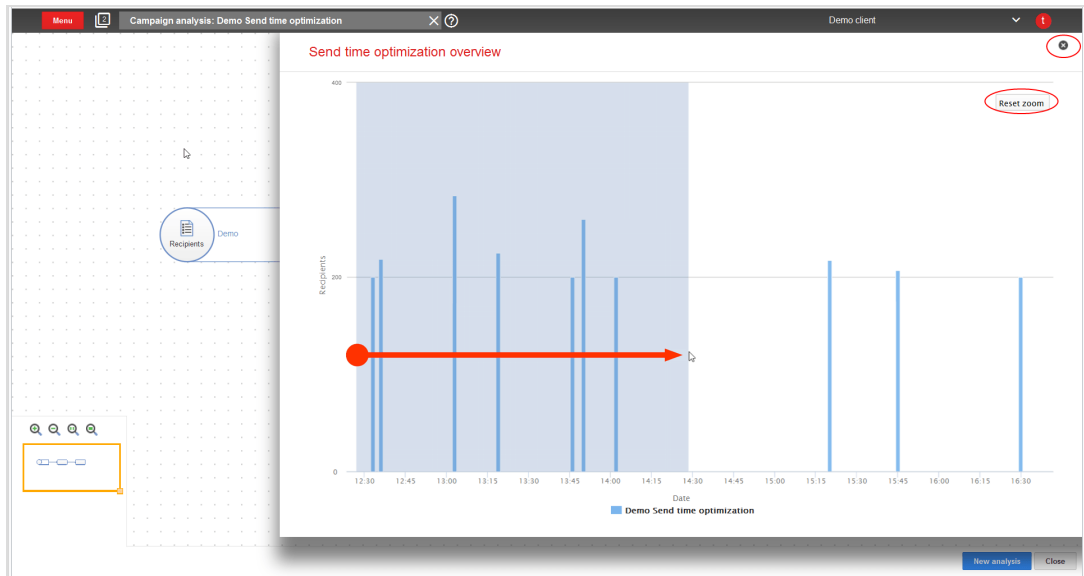 Menu
2
Campaign analysis: Demo Send time optimization
Demo client
t
Send time optimization overview
Reset zoom
400
200
0
Recipients
12:30 12:45 13:00 13:15 13:30 13:45 14:00 14:15 14:30 14:45 15:00 15:15 15:30 15:45 16:00 16:15 16:30
Date
Demo Send time optimization
Recipients
Demo
New analysis
Close